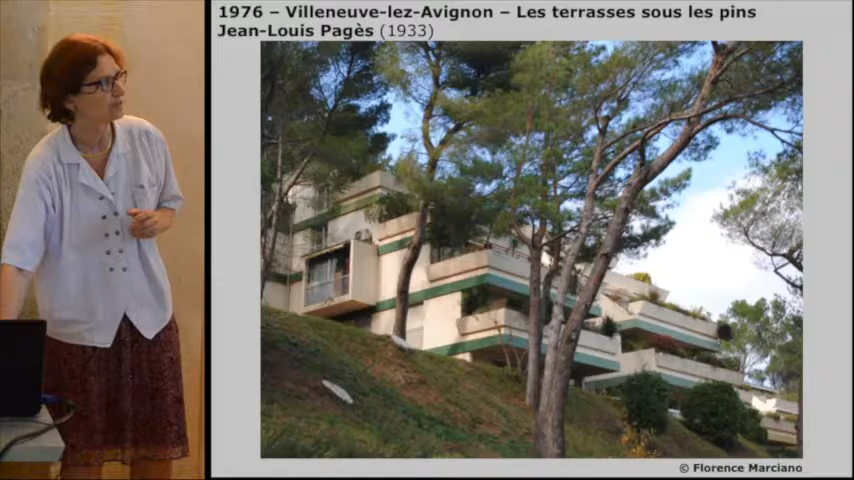 1976 – Villeneuve-lez-Avignon – Les terrasses sous les pins
Jean-Louis Pagès (1933)
© Florence Marciano